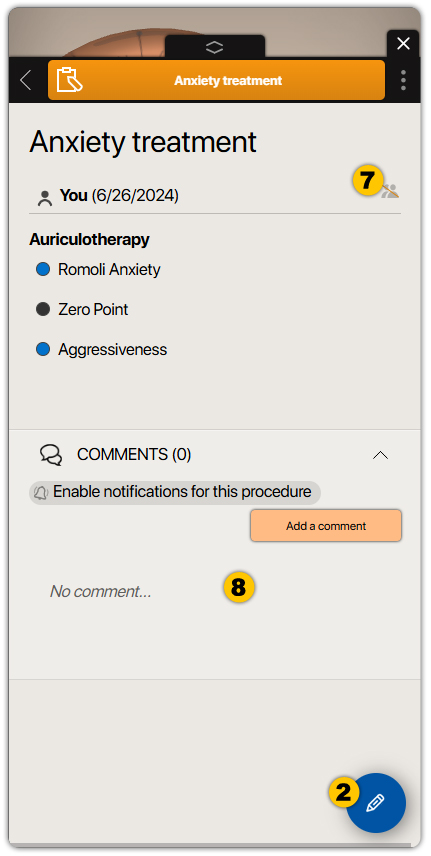 Anxiety treatment
Anxiety treatment
7
You (6/26/2024)
Auriculotherapy
Romoli Anxiety
Zero Point
Aggressiveness
COMMENTS (0)
Enable notifications for this procedure
Add a comment
No comment...
8
2